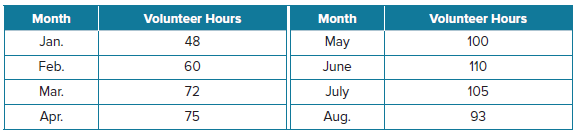 Month Volunteer Hours Month Volunteer Hours
Jan. 48 May 100
Feb. 60 June 110
Mar. 72 July 105
Apr. 75 Aug. 93